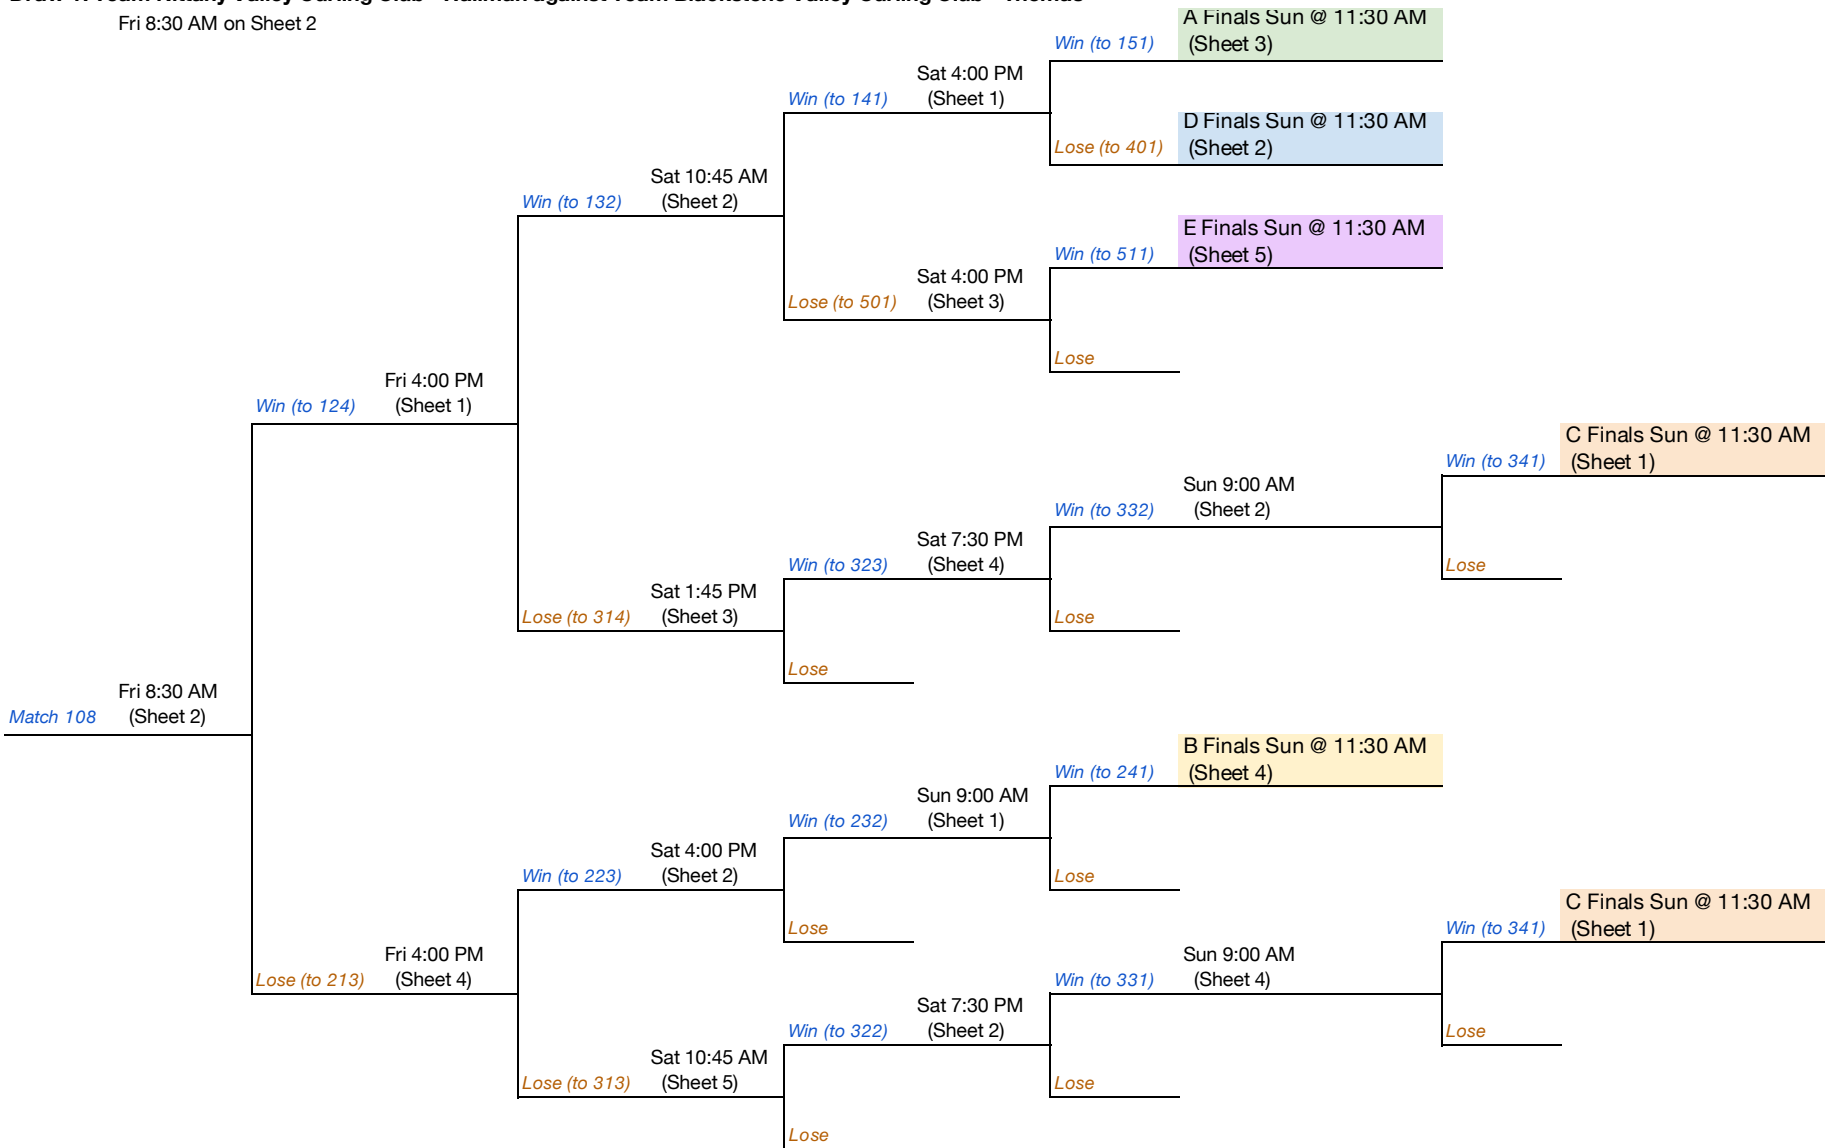 Fri 8:30 AM on Sheet 2
A Finals Sun @ 11:30 AM
Win (to 151)
(Sheet 3)
Sat 4:00 PM
Win (to 141)
(Sheet 1)
D Finals Sun @ 11:30 AM
Lose (to 401)
(Sheet 2)
Sat 10:45 AM
Win (to 132)
(Sheet 2)
E Finals Sun @ 11:30 AM
Win (to 511)
(Sheet 5)
Sat 4:00 PM
Lose (to 501)
(Sheet 3)
Lose
Fri 4:00 PM
Win (to 124)
(Sheet 1)
C Finals Sun @ 11:30 AM
Win (to 341)
(Sheet 1)
Sun 9:00 AM
Win (to 332)
(Sheet 2)
Sat 7:30 PM
Win (to 323)
(Sheet 4)
Lose
Sat 1:45 PM
Lose (to 314)
(Sheet 3)
Lose
Lose
Fri 8:30 AM
Match 108
(Sheet 2)
B Finals Sun @ 11:30 AM
Win (to 241)
(Sheet 4)
Sun 9:00 AM
Win (to 232)
(Sheet 1)
Sat 4:00 PM
Win (to 223)
(Sheet 2)
Lose
C Finals Sun @ 11:30 AM
Win (to 341)
(Sheet 1)
Lose
Fri 4:00 PM
Lose (to 213)
(Sheet 4)
Sun 9:00 AM
Win (to 331)
(Sheet 4)
Sat 7:30 PM
Win (to 322)
(Sheet 2)
Lose
Sat 10:45 AM
Lose (to 313)
(Sheet 5)
Lose
Lose